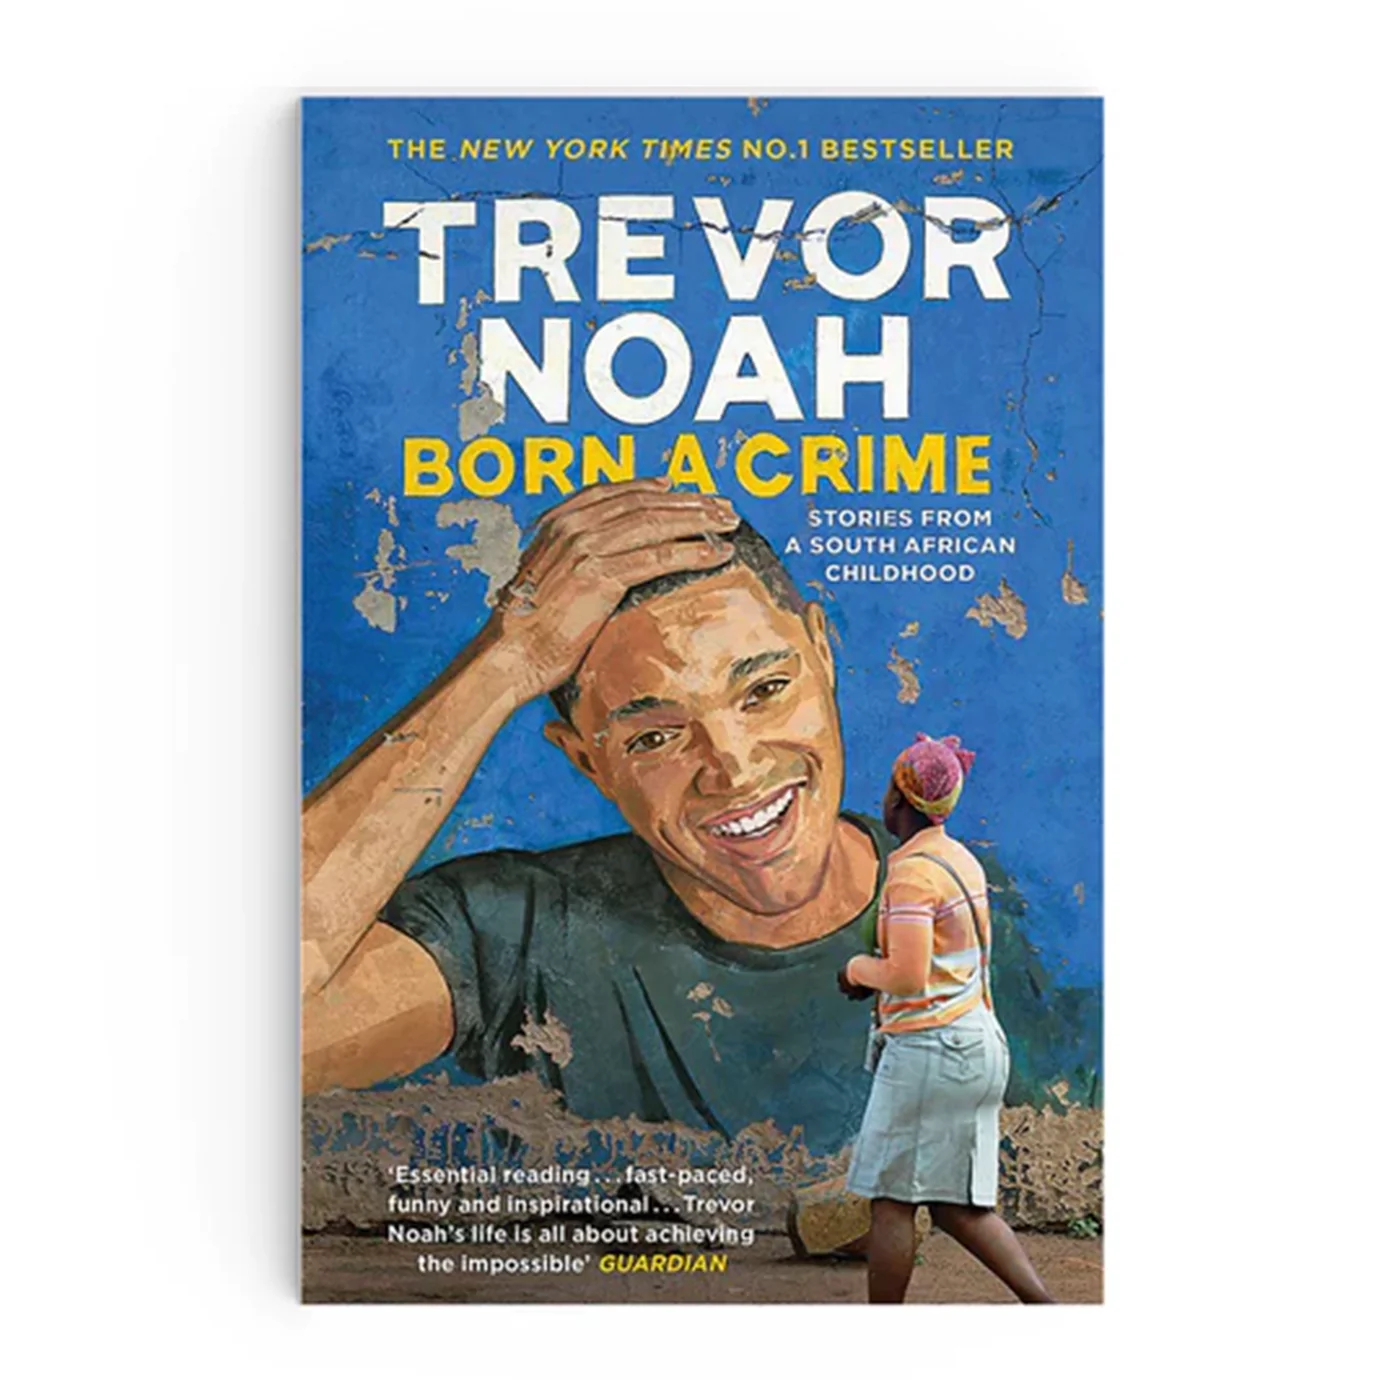 THE NEW YORK TIMES NO.1 BESTSELLER
TREVOR
NOAH
BORN A CRIME
STORIES FROM
A SOUTH AFRICAN
CHILDHOOD
‘Essential reading...fast-paced,
funny and inspirational...Trevor
Noah’s life is all about achieving
the impossible’ GUARDIAN